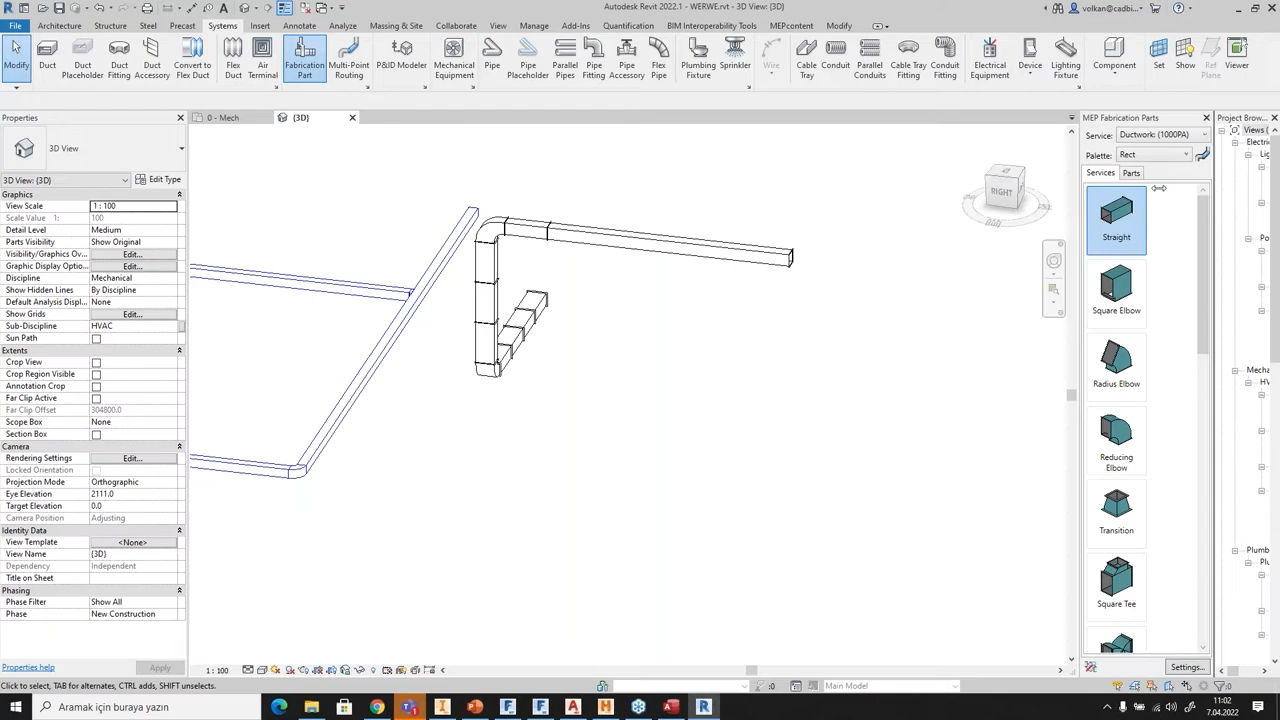 Autodesk Revit 2022.1 - WERWE.rvt - 3D View: {3D}
volkan@cadbi...
File Architecture Structure Steel Precast Systems Insert Annotate Analyze Massing & Site Collaborate View Manage Add-Ins Quantification BIM Interoperability Tools MEPcontent Modify
Modify
Duct
Duct Placeholder
Duct Fitting
Duct Accessory
Convert to Flex Duct
Flex Duct
Air Terminal
Fabrication Part
Multi-Point Routing
P&ID Modeler
Mechanical Equipment
Pipe
Pipe Placeholder
Parallel Pipes
Pipe Fitting
Pipe Accessory
Flex Pipe
Plumbing Fixture
Sprinkler
Wire
Cable Tray
Conduit
Parallel Conduits
Cable Tray Fitting
Conduit Fitting
Electrical Equipment
Device
Lighting Fixture
Component
Set
Show
Ref Plane
Viewer
Properties
0 - Mech
{3D}
3D View
3D View: {3D}
Edit Type
Graphics
View Scale 1 : 100
Scale Value 1: 100
Detail Level Medium
Parts Visibility Show Original
Visibility/Graphics Ov... Edit...
Graphic Display Optio... Edit...
Discipline Mechanical
Show Hidden Lines By Discipline
Default Analysis Displ... None
Show Grids Edit...
Sub-Discipline HVAC
Sun Path
Extents
Crop View
Crop Region Visible
Annotation Crop
Far Clip Active
Far Clip Offset 304800.0
Scope Box None
Section Box
Camera
Rendering Settings Edit...
Locked Orientation
Projection Mode Orthographic
Eye Elevation 2111.0
Target Elevation 0.0
Camera Position Adjusting
Identity Data
View Template <None>
View Name {3D}
Dependency Independent
Title on Sheet
Phasing
Phase Filter Show All
Phase New Construction
Properties help
Apply
RIGHT
1 : 100
MEP Fabrication Parts
Service: Ductwork: (1000PA)
Palette: Rect
Services Parts
Straight
Square Elbow
Radius Elbow
Reducing Elbow
Transition
Square Tee
Settings...
Project Brow...
Views (
Electri
Li
Po
Mecha
HV
Plumb
Plu
Click to select, TAB for alternates, CTRL adds, SHIFT unselects.
:0
Main Model
:0
Aramak için buraya yazın
11:02
7.04.2022